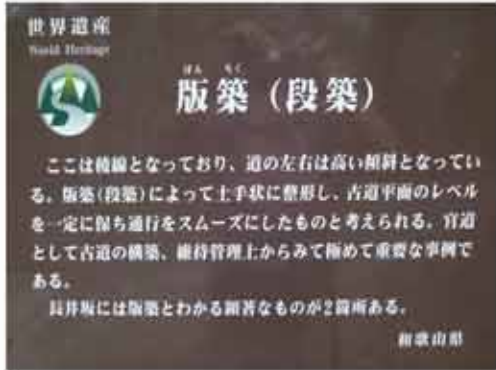 世界遺産
World Heritage
はん ちく
版築（段築）
ここは稜線となっており、道の左右は高い傾斜となってい
る。版築（段築）によって土手状に整形し、古道平面のレベル
を一定に保ち通行をスムーズにしたものと考えられる。官道
として古道の構築、維持管理上からみて極めて重要な事例で
ある。
長井坂には版築とわかる顕著なものが2箇所ある。
和歌山県